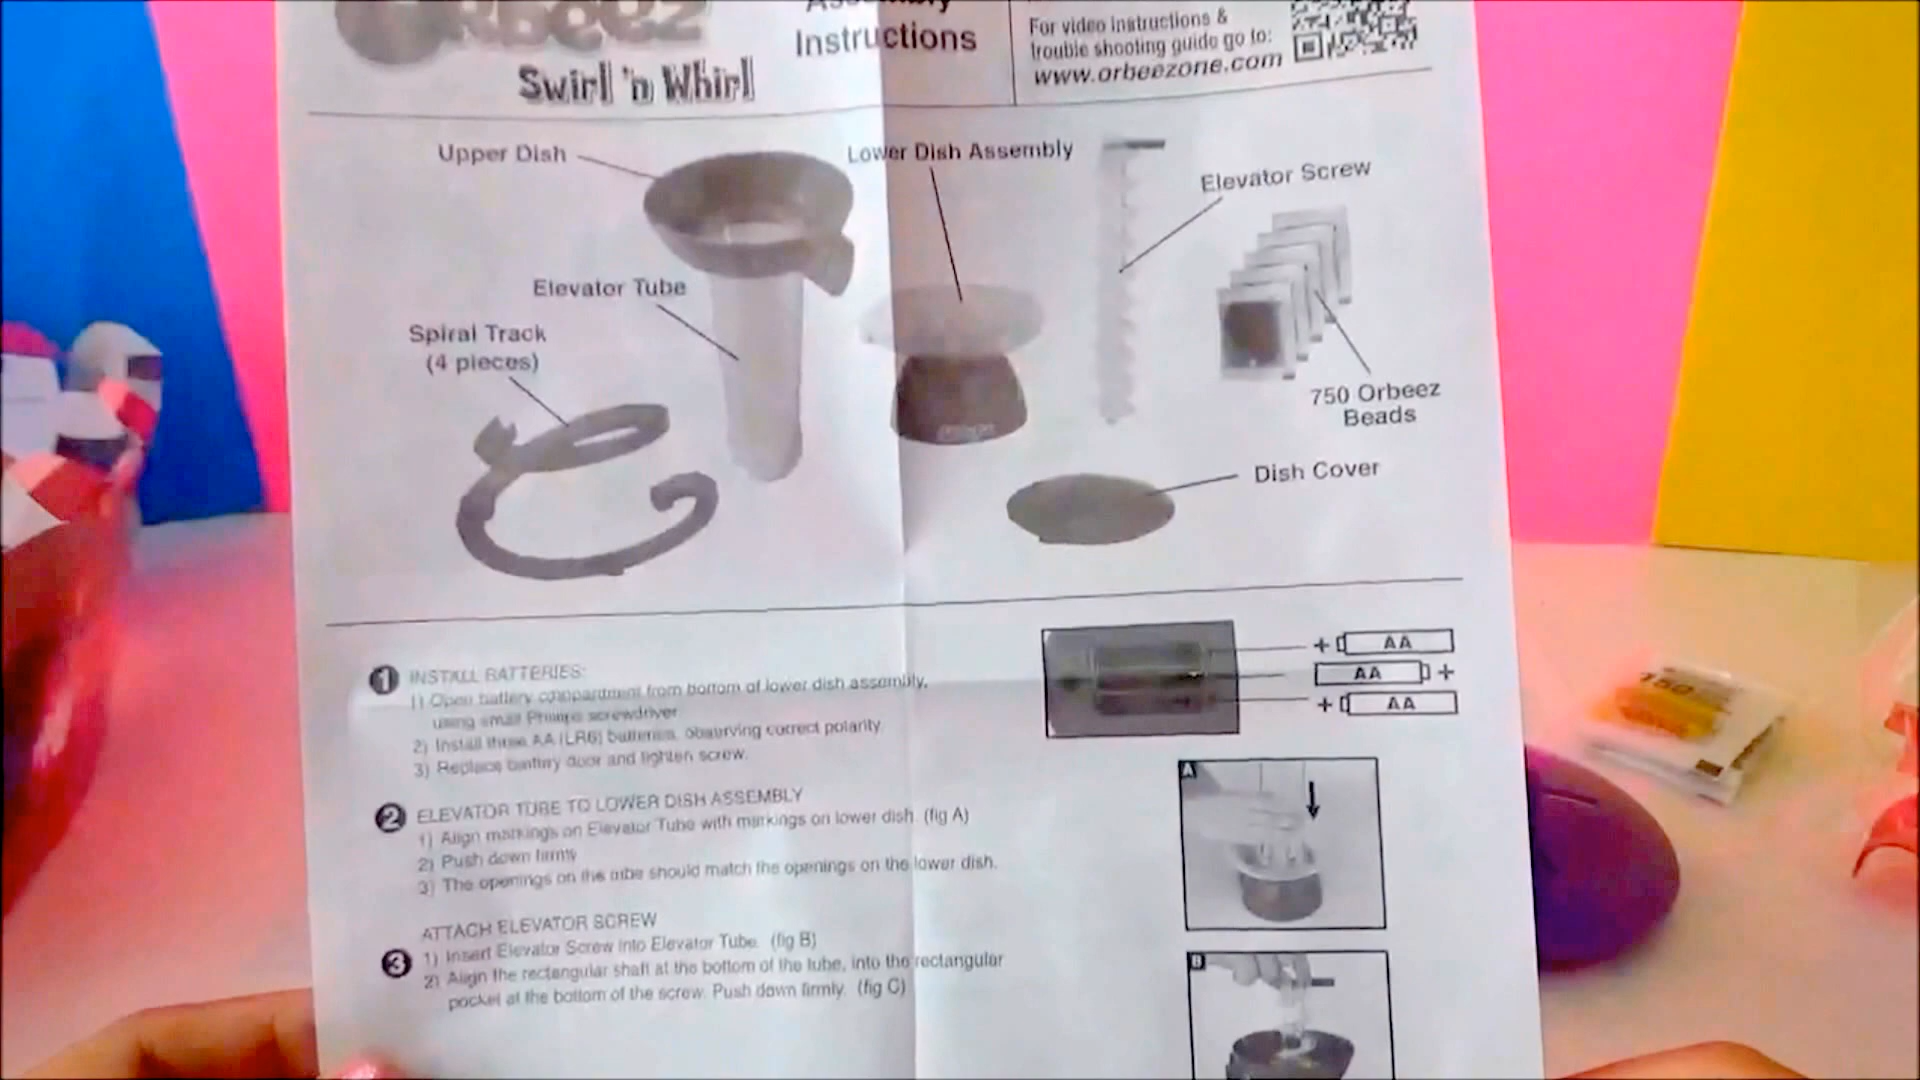 Orbeez
Swirl 'n Whirl
Assembly
Instructions
For video instructions &
trouble shooting guide go to:
www.orbeezone.com
Upper Dish
Lower Dish Assembly
Elevator Screw
Elevator Tube
Spiral Track
(4 pieces)
750 Orbeez
Beads
Dish Cover
1 INSTALL BATTERIES:
1) Open battery compartment from bottom of lower dish assembly,
using small Philips screwdriver
2) Install three AA (LR6) batteries, observing correct polarity
3) Replace battery door and tighten screw.
+ AA
AA +
+ AA
2 ELEVATOR TUBE TO LOWER DISH ASSEMBLY
1) Align markings on Elevator Tube with markings on lower dish. (fig A)
2) Push down firmly
3) The openings on the tube should match the openings on the lower dish.
A
3 ATTACH ELEVATOR SCREW
1) Insert Elevator Screw into Elevator Tube. (fig B)
2) Align the rectangular shaft at the bottom of the tube, into the rectangular
pocket at the bottom of the screw. Push down firmly. (fig C)
B
750